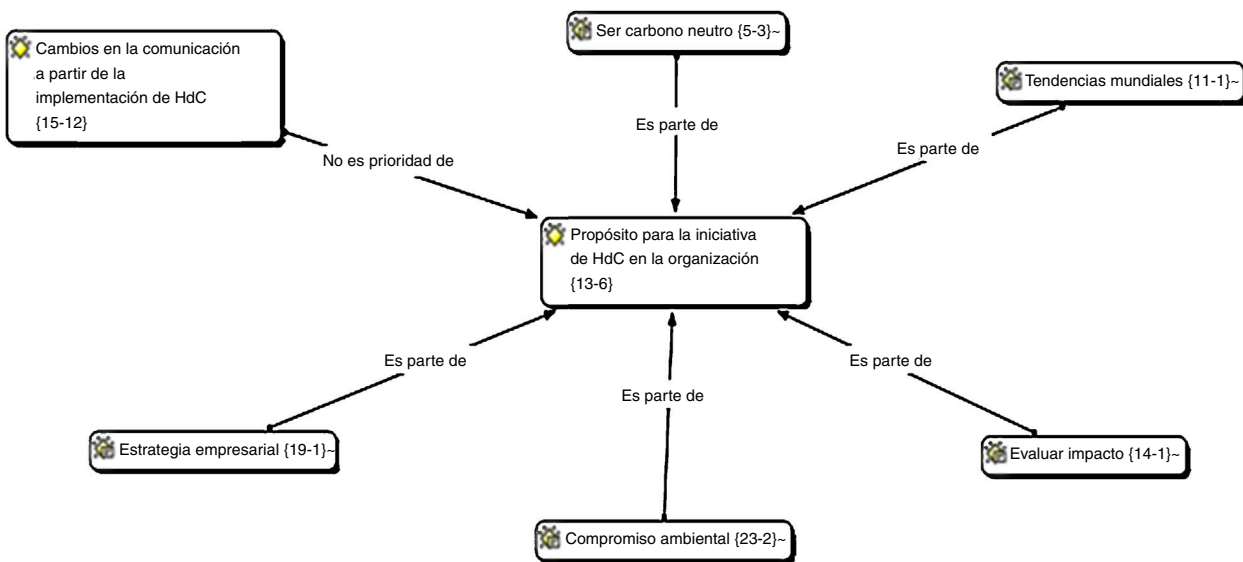 Cambios en la comunicación
a partir de la
implementación de HdC
{15-12}
Ser carbono neutro {5-3}~
Tendencias mundiales {11-1}~
Es parte de
Es parte de
No es prioridad de
Propósito para la iniciativa
de HdC en la organización
{13-6}
Es parte de
Es parte de
Es parte de
Estrategia empresarial {19-1}~
Evaluar impacto {14-1}~
Compromiso ambiental {23-2}~